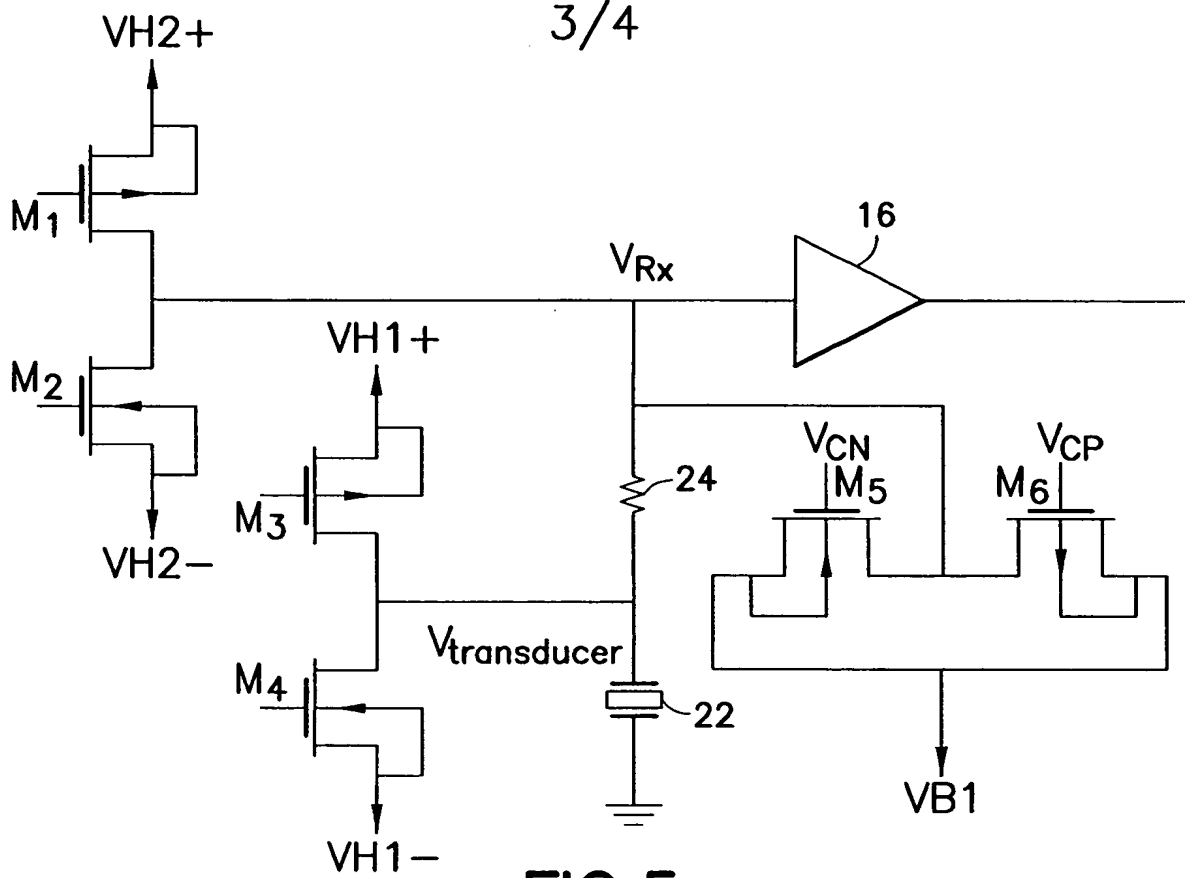 3/4
VH2+
M1
16
VRx
VH1+
M2
VCN
VCP
M5
M6
24
M3
VH2-
Vtransducer
M4
22
VB1
VH1-